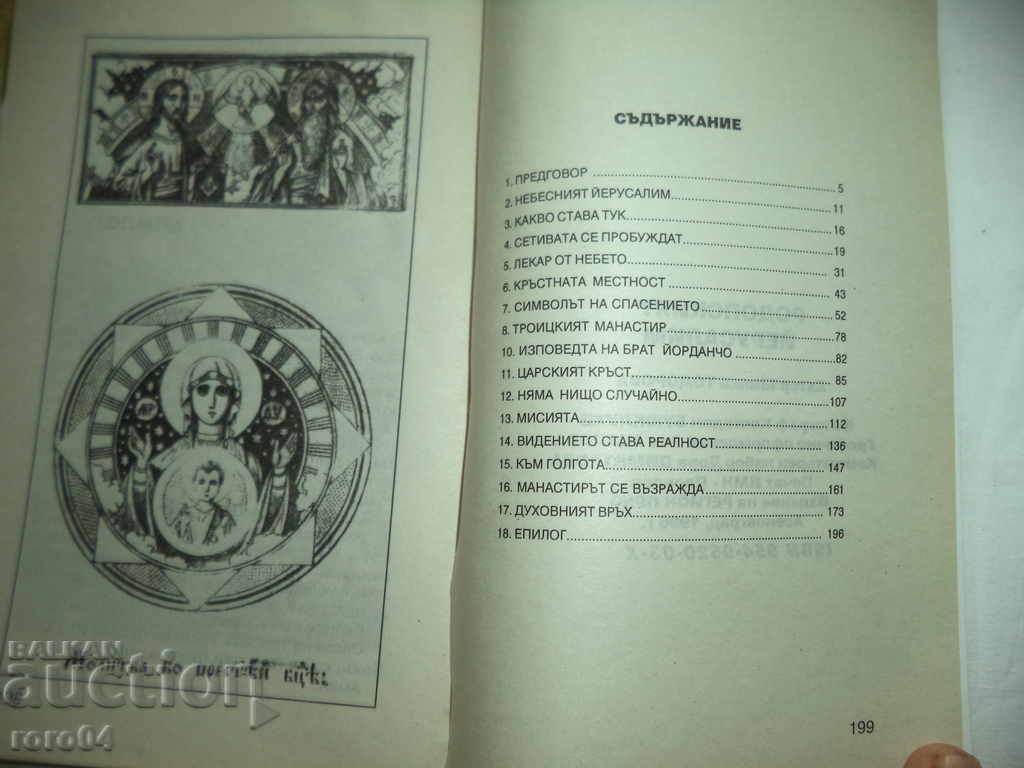 СЪДЪРЖАНИЕ
1. ПРЕДГОВОР 5
2. НЕБЕСНИЯТ ЙЕРУСАЛИМ 11
3. КАКВО СТАВА ТУК 16
4. СЕТИВАТА СЕ ПРОБУЖДАТ 19
5. ЛЕКАР ОТ НЕБЕТО 31
6. КРЪСТНАТА МЕСТНОСТ 43
7. СИМВОЛЪТ НА СПАСЕНИЕТО 52
8. ТРОИЦКИЯТ МАНАСТИР 78
10. ИЗПОВЕДТА НА БРАТ ЙОРДАНЧО 82
11. ЦАРСКИЯТ КРЪСТ 85
12. НЯМА НИЩО СЛУЧАЙНО 107
13. МИСИЯТА 112
14. ВИДЕНИЕТО СТАВА РЕАЛНОСТ 136
15. КЪМ ГОЛГОТА 147
16. МАНАСТИРЪТ СЕ ВЪЗРАЖДА 161
17. ДУХОВНИЯТ ВРЪХ 173
18. ЕПИЛОГ 196
199
BALKAN
auction
roro04